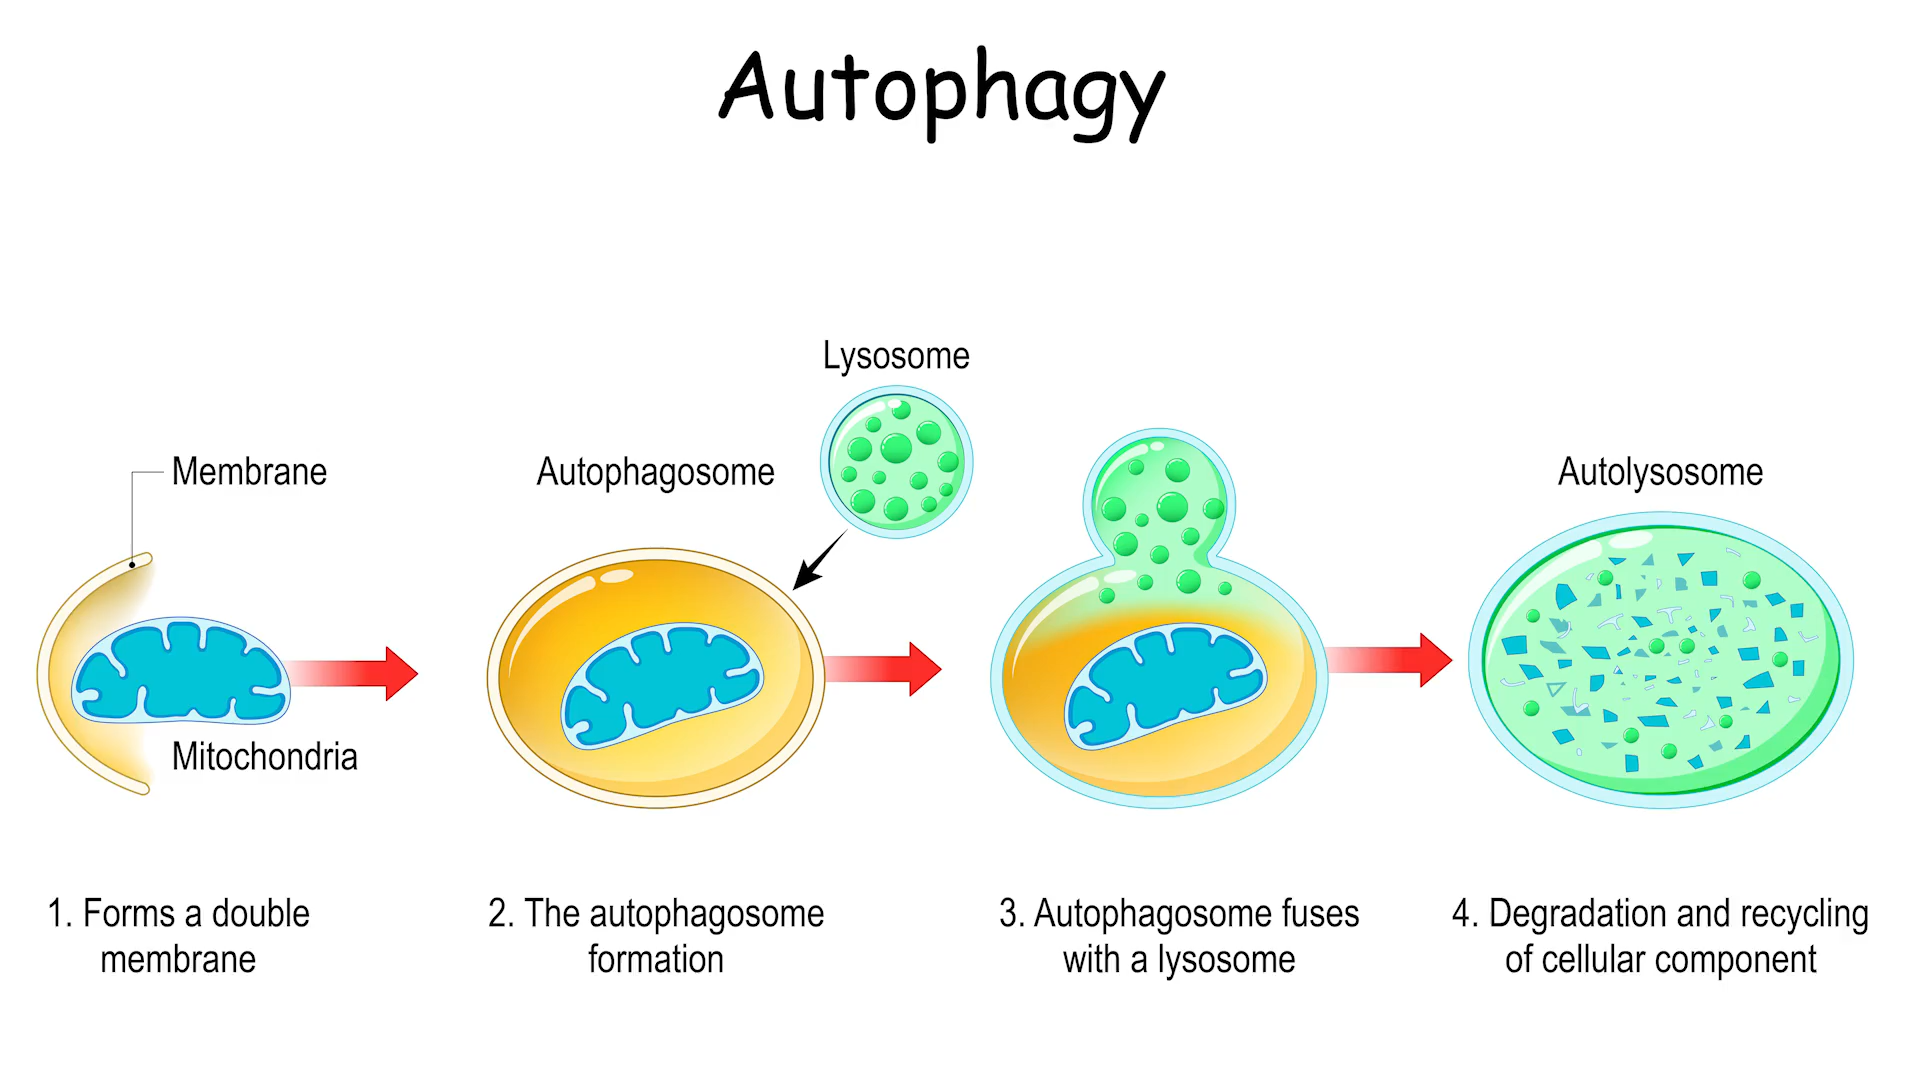 Autophagy
Lysosome
Membrane
Autophagosome
Autolysosome
Mitochondria
1. Forms a double
membrane
2. The autophagosome
formation
3. Autophagosome fuses
with a lysosome
4. Degradation and recycling
of cellular component